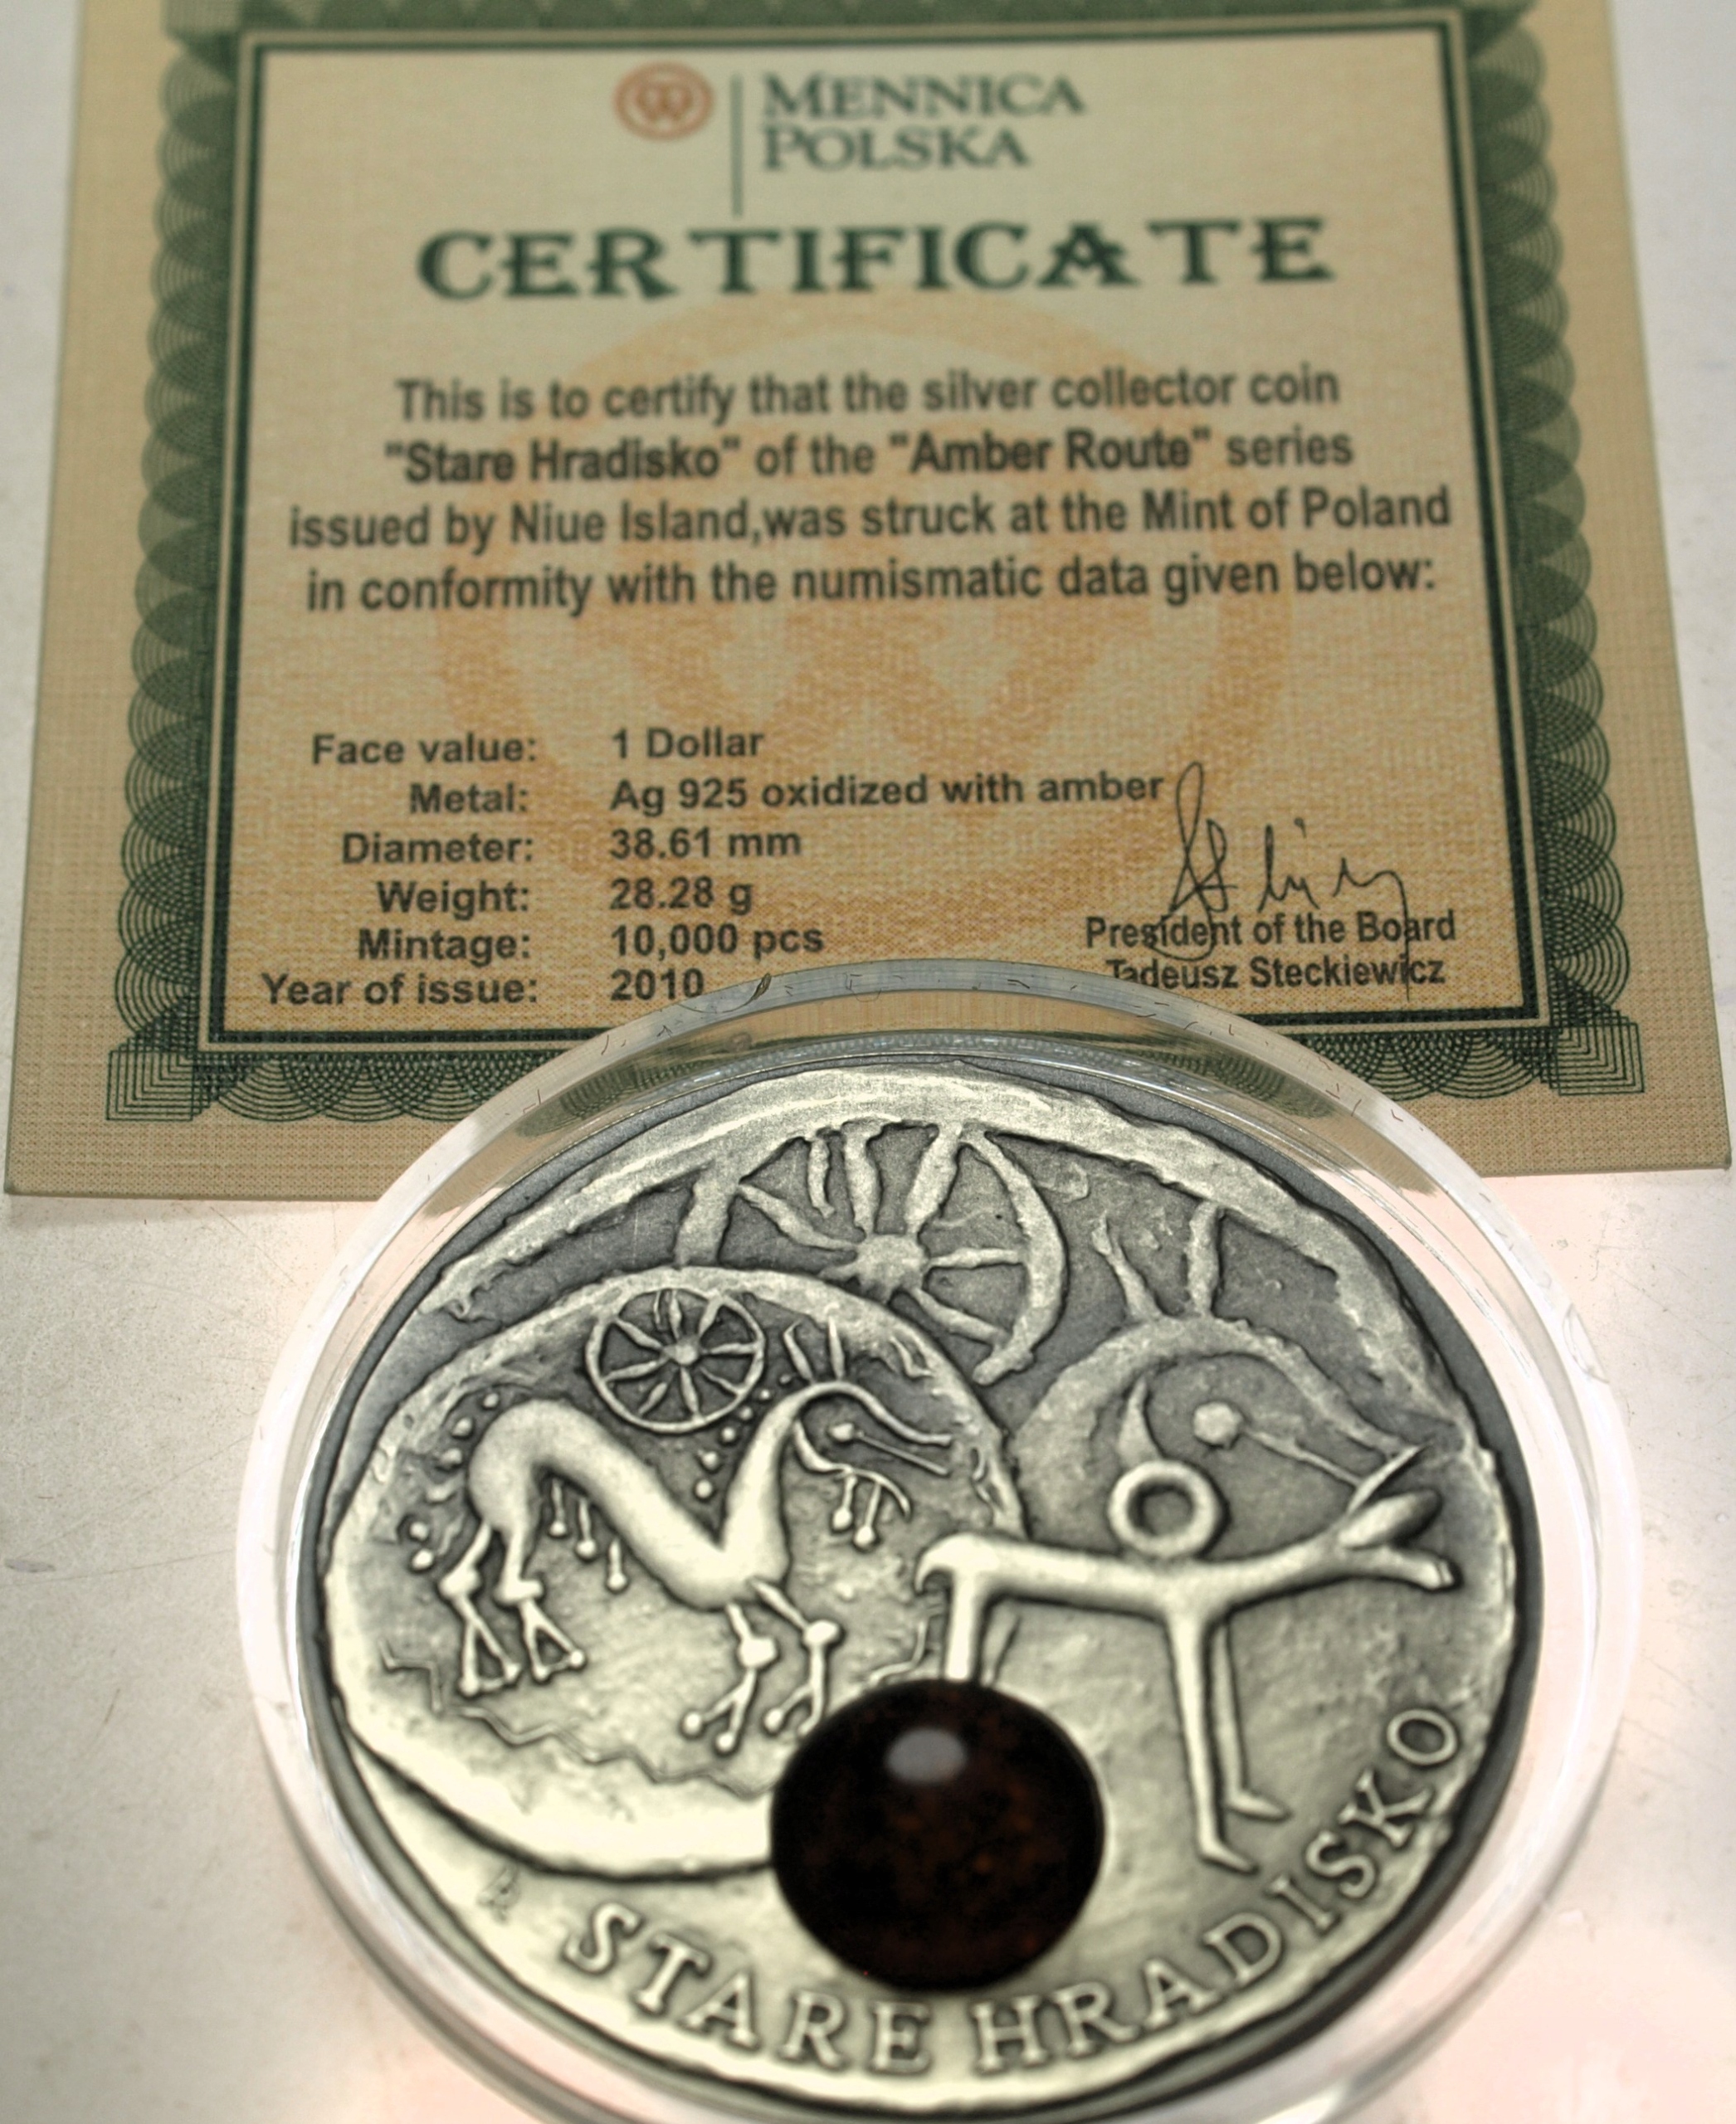 MENNICA
POLSKA
CERTIFICATE
This is to certify that the silver collector coin
"Stare Hradisko" of the "Amber Route" series
issued by Niue Island,was struck at the Mint of Poland
in conformity with the numismatic data given below:
Face value: 1 Dollar
Metal: Ag 925 oxidized with amber
Diameter: 38.61 mm
Weight: 28.28 g
Mintage: 10,000 pcs
Year of issue: 2010
President of the Board
Tadeusz Steckiewicz
STARE HRADISKO